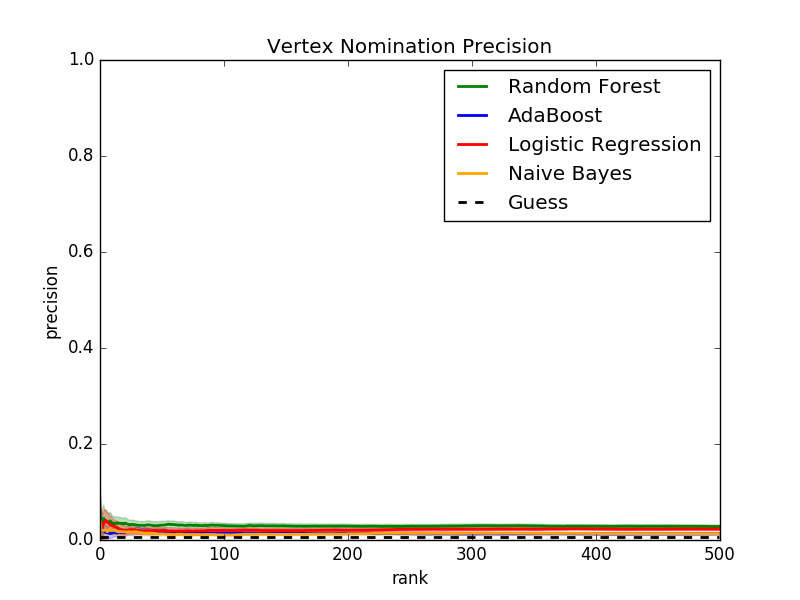 Vertex Nomination Precision
1.0
0.8
0.6
0.4
0.2
0.0
precision
Random Forest
AdaBoost
Logistic Regression
Naive Bayes
Guess
0 100 200 300 400 500
rank